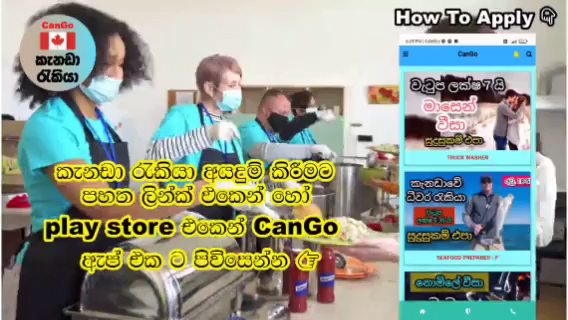 CanGo
කැනඩා
රැකියා
How To Apply
CanGo
වැටුප ලක්ෂ 7 යි
මාසෙන්
වීසා
සුදුසුකම් එපා
TRUCK WASHER
කැනඩාවේ
ධීවර රැකියා
සුදුසුකම් එපා
SEAFOOD PREPARED - F
නොමිලේ වීසා
කැනඩා රැකියා අයදුම් කිරීමට
පහත ලින්ක් එකෙන් හෝ
play store එකෙන් CanGo
ඇප් එක ට පිවිසෙන්න